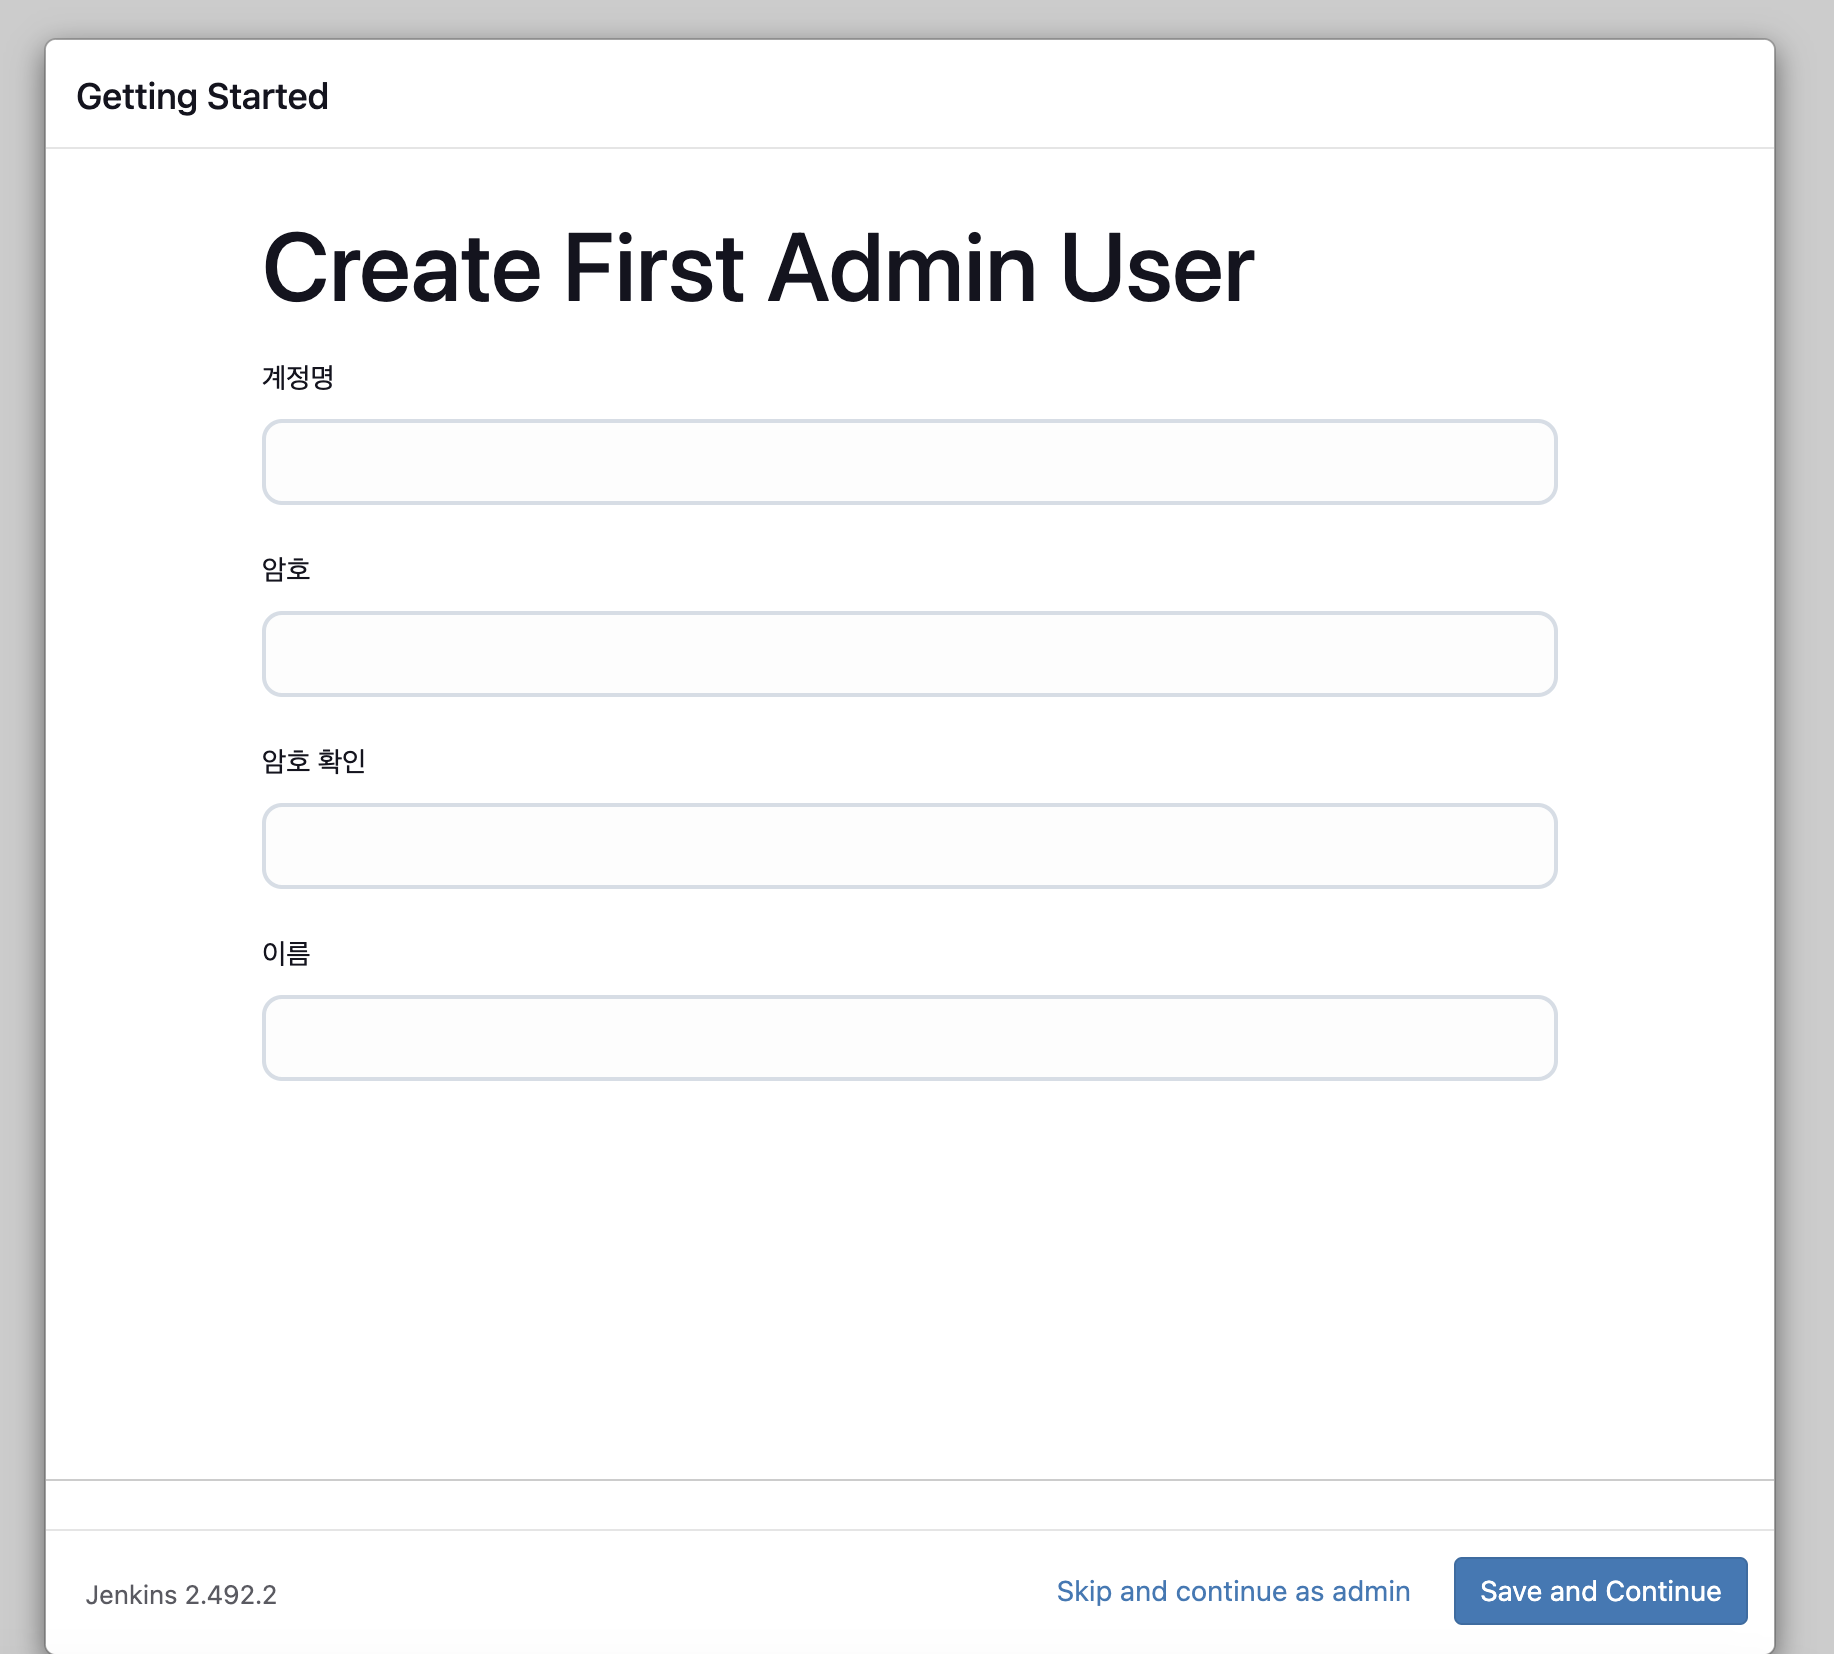 Getting Started
Create First Admin User
계정명
암호
암호 확인
이름
Jenkins 2.492.2
Skip and continue as admin
Save and Continue